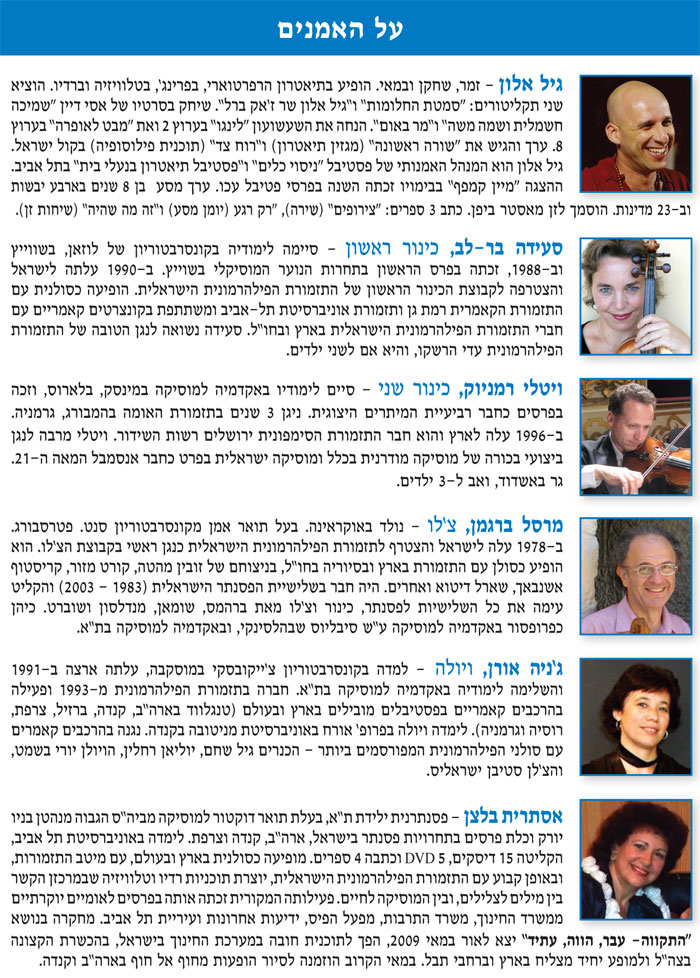 על האמנים
גיל אלון – זמר, שחקן ובמאי. הופיע בתיאטרון הרפרטוארי, בפרינג', בטלוויזיה וברדיו. הוציא
שני תקליטורים: "סמטת החלומות" ו"גיל אלון שר ז'אק ברל". שיחק בסרטיו של אסי דיין "שמיכה
חשמלית ושמה משה" ו"מר באום". הנחה את השעשועון "לינגו" בערוץ 2 ואת "מבט לאופרה" בערוץ
8. ערך והגיש את "שורה ראשונה" (מגזין תיאטרון) ו"רוח צד" (תוכנית פילוסופיה) בקול ישראל.
גיל אלון הוא המנהל האמנותי של פסטיבל "ניסוי כלים" ו"פסטיבל תיאטרון בנעלי בית" בתל אביב.
ההצגה "מיין קמפף" בבימויו זכתה השנה בפרסי פטיבל עכו. ערך מסע בן 8 שנים בארבע יבשות
וב-23 מדינות. הוסמך לזן מאסטר ביפן. כתב 3 ספרים: "צירופים" (שירה), "רק רגע (יומן מסע) ו"זה מה שהיה" (שיחות זן).
סעידה בר-לב, כינור ראשון – סיימה לימודיה בקונסרבטוריון של לוזאן, בשווייץ
וב-1988, זכתה בפרס הראשון בתחרות הנוער המוסיקלי בשווייץ. ב-1990 עלתה לישראל
והצטרפה לקבוצת הכינור הראשון של התזמורת הפילהרמונית הישראלית. הופיעה כסולנית עם
התזמורת הקאמרית רמת גן ותזמורת אוניברסיטת תל-אביב ומשתתפת בקונצרטים קאמריים עם
חברי התזמורת הפילהרמונית הישראלית בארץ ובחו"ל. סעידה נשואה לנגן הטובה של התזמורת
הפילהרמונית עדי הרשקו, והיא אם לשני ילדים.
ויטלי רמניוק, כינור שני – סיים לימודיו באקדמיה למוסיקה במינסק, בלארוס, וזכה
בפרסים כחבר רביעיית המיתרים היצוגית. ניגן 3 שנים בתזמורת האומה בהמבורג, גרמניה.
ב-1996 עלה לארץ והוא חבר התזמורת הסימפונית ירושלים רשות השידור. ויטלי מרבה לנגן
ביצועי בכורה של מוסיקה מודרנית בכלל ומוסיקה ישראלית בפרט כחבר אנסמבל המאה ה-21.
גר באשדוד, ואב ל-3 ילדים.
מרסל ברגמן, צ'לו – נולד באוקראינה. בעל תואר אמן מקונסרבטוריון סנט. פטרסבורג.
ב-1978 עלה לישראל והצטרף לתזמורת הפילהרמונית הישראלית כנגן ראשי בקבוצת הצ'לו. הוא
הופיע כסולן עם התזמורת בארץ ובסיוריה בחו"ל, בניצוחם של זובין מהטה, קורט מזור, קריסטוף
אשנבאך, שארל דיטוא ואחרים. היה חבר בשלישיית הפסנתר הישראלית (1983 – 2003) והקליט
עימה את כל השלישיות לפסנתר, כינור וצ'לו מאת ברהמס, שומאן, מנדלסון ושוברט. כיהן
כפרופסור באקדמיה למוסיקה ע"ש סיבליוס שבהלסינקי, ובאקדמיה למוסיקה בת"א.
ג'ניה אורן, ויולה – למדה בקונסרבטוריון צ'ייקובסקי במוסקבה, עלתה ארצה ב-1991
והשלימה לימודיה באקדמיה למוסיקה בת"א. חברה בתזמורת הפילהרמונית מ-1993 ופעילה
בהרכבים קאמריים בפסטיבלים מובילים בארץ ובעולם (טנגלווד בארה"ב, קנדה, ברזיל, צרפת,
רוסיה וגרמניה). לימדה ויולה בפרופ' אורח באוניברסיטת מניטובה בקנדה. נגנה בהרכבים קאמרים
עם סולני הפילהרמונית המפורסמים ביותר – הכנרים גיל שחם, יוליאן רחלין, הויולן יורי בשמט,
והצ'לן סטיבן ישראליס.
אסתרית בלצן – פסנתרנית ילידת ת"א, בעלת תואר דוקטור למוסיקה מביה"ס הגבוה מנהטן בניו
יורק וכלת פרסים בתחרויות פסנתר בישראל, ארה"ב, קנדה וצרפת. לימדה באוניברסיטת תל אביב,
הקליטה 15 דיסקים, 5 DVD וכתבה 4 ספרים. מופיעה כסולנית בארץ ובעולם, עם מיטב התזמורות,
ובאופן קבוע עם התזמורת הפילהרמונית הישראלית, יוצרת תוכניות רדיו וטלוויזיה שבמרכזן הקשר
בין מילים לצלילים, ובין המוסיקה לחיים. פעילותה המקורית זכתה אותה בפרסים לאומיים יוקרתיים
ממשרד החינוך, משרד התרבות, מפעל הפיס, ידיעות אחרונות ועיריית תל אביב. מחקרה בנושא
"התקווה- עבר, הווה, עתיד" יצא לאור במאי 2009, הפך לתוכנית חובה במערכת החינוך בישראל, בהכשרת הקצונה
בצה"ל ולמופע יחיד מצליח בארץ וברחבי תבל. במאי הקרוב הוזמנה לסיור הופעות מחוף אל חוף בארה"ב וקנדה.